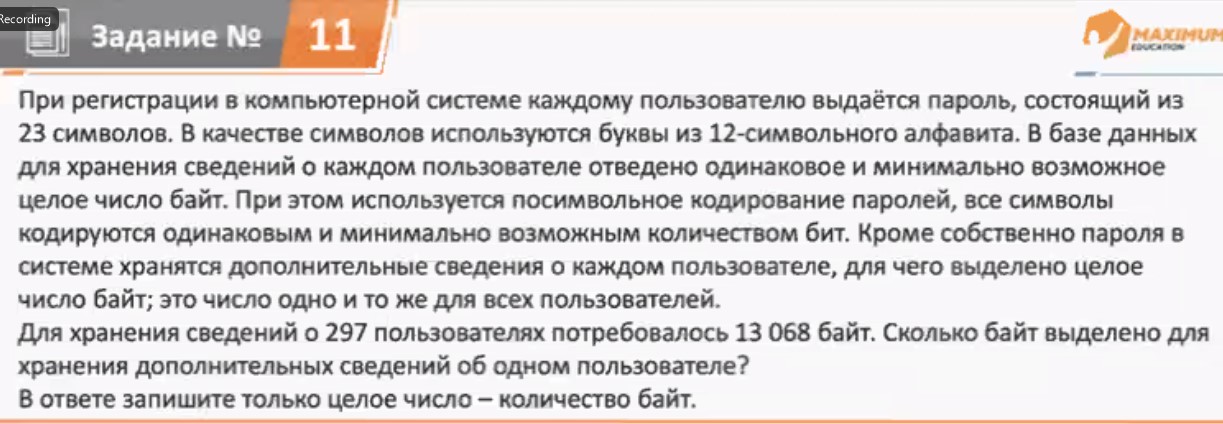 Recording
Задание № 11
MAXIMUM
EDUCATION
При регистрации в компьютерной системе каждому пользователю выдаётся пароль, состоящий из
23 символов. В качестве символов используются буквы из 12-символьного алфавита. В базе данных
для хранения сведений о каждом пользователе отведено одинаковое и минимально возможное
целое число байт. При этом используется посимвольное кодирование паролей, все символы
кодируются одинаковым и минимально возможным количеством бит. Кроме собственно пароля в
системе хранятся дополнительные сведения о каждом пользователе, для чего выделено целое
число байт; это число одно и то же для всех пользователей.
Для хранения сведений о 297 пользователях потребовалось 13 068 байт. Сколько байт выделено для
хранения дополнительных сведений об одном пользователе?
В ответе запишите только целое число – количество байт.